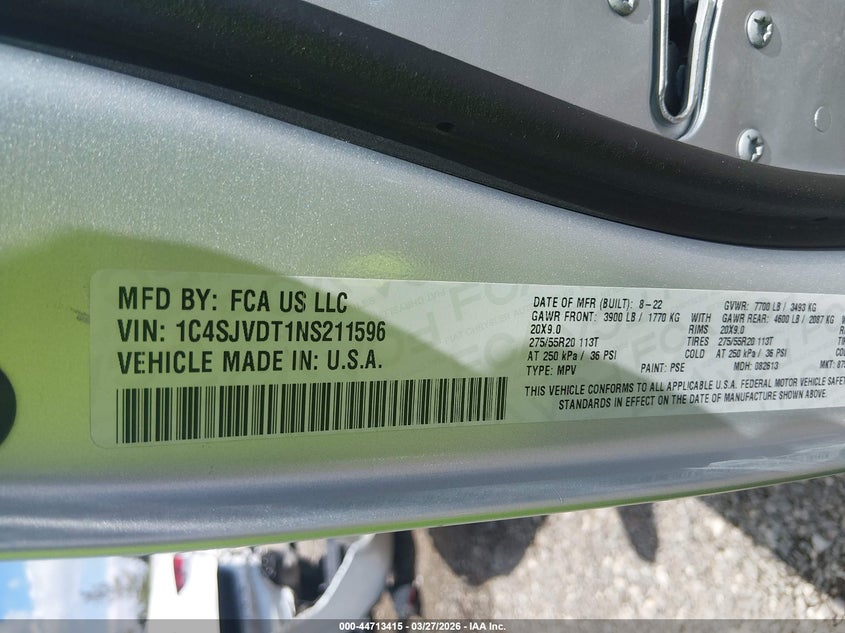 MFD BY: FCA US LLC
VIN: 1C4SJVDT1NS211596
VEHICLE MADE IN: U.S.A.
DATE OF MFR (BUILT): 8-22 GVWR: 7700 LB / 3493 KG
GAWR FRONT: 3900 LB / 1770 KG WITH GAWR REAR: 4600 LB / 2087 KG
20X9.0 RIMS 20X9.0
275/55R20 113T TIRES 275/55R20 113T
AT 250 kPa / 36 PSI COLD AT 250 kPa / 36 PSI
TYPE: MPV PAINT: PSE MDH: 082613 MKT:
THIS VEHICLE CONFORMS TO ALL APPLICABLE U.S.A. FEDERAL MOTOR VEHICLE SAFET
STANDARDS IN EFFECT ON THE DATE OF MANUFACTURE SHOWN ABOVE.
000-44713415 - 03/27/2026 - IAA Inc.